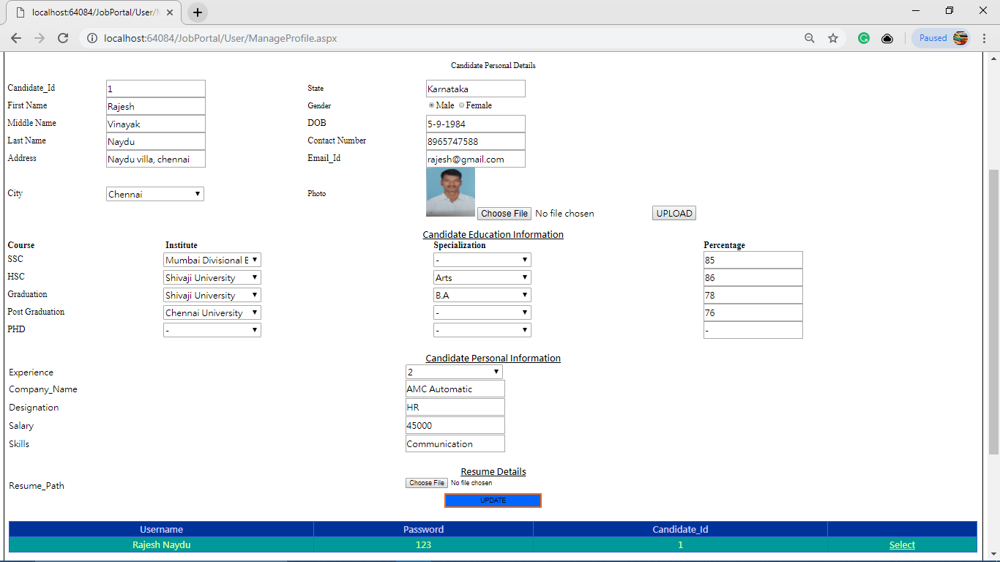 localhost:64084/JobPortal/User/M
localhost:64084/JobPortal/User/ManageProfile.aspx Paused
Candidate Personal Details
Candidate_Id 1 State Karnataka
First Name Rajesh Gender Male Female
Middle Name Vinayak DOB 5-9-1984
Last Name Naydu Contact Number 8965747588
Address Naydu villa, chennai Email_Id rajesh@gmail.com
City Chennai Photo Choose File No file chosen UPLOAD
Candidate Education Information
Course Institute Specialization Percentage
SSC Mumbai Divisional E - 85
HSC Shivaji University Arts 86
Graduation Shivaji University B.A 78
Post Graduation Chennai University - 76
PHD - - -
Candidate Personal Information
Experience 2
Company_Name AMC Automatic
Designation HR
Salary 45000
Skills Communication
Resume Details
Resume_Path Choose File No file chosen
UPDATE
Username Password Candidate_Id
Rajesh Naydu 123 1 Select